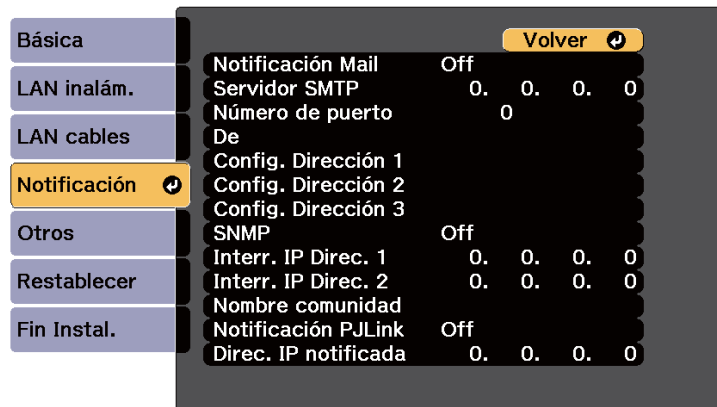 Básica
LAN inalám.
LAN cables
Notificación
Otros
Restablecer
Fin Instal.
Volver
Notificación Mail Off
Servidor SMTP 0. 0. 0. 0
Número de puerto 0
De
Config. Dirección 1
Config. Dirección 2
Config. Dirección 3
SNMP Off
Interr. IP Direc. 1 0. 0. 0. 0
Interr. IP Direc. 2 0. 0. 0. 0
Nombre comunidad
Notificación PJLink Off
Direc. IP notificada 0. 0. 0. 0